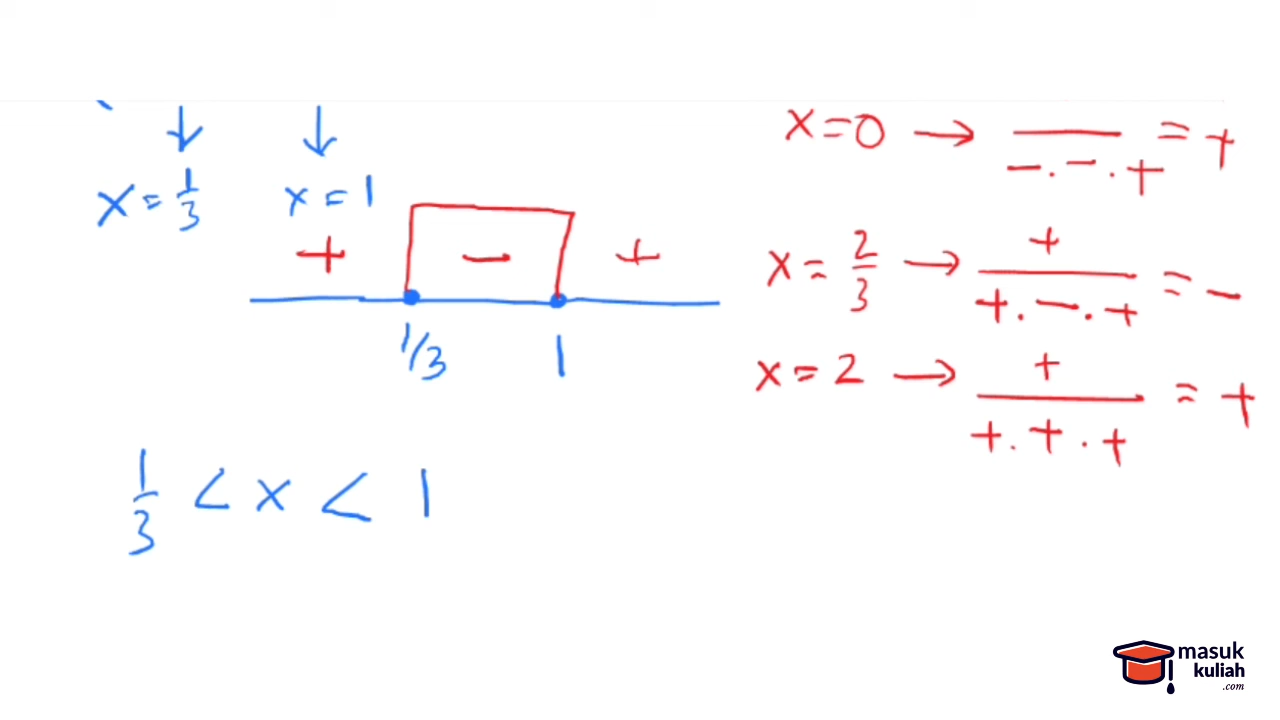 x = 1/3
x = 1
+ - +
1/3 1
1/3 < x < 1
x = 0 → / - . - . + = +
x = 2/3 → + / + . - . + = -
x = 2 → + / + . + . + = +
masuk
kuliah
.com